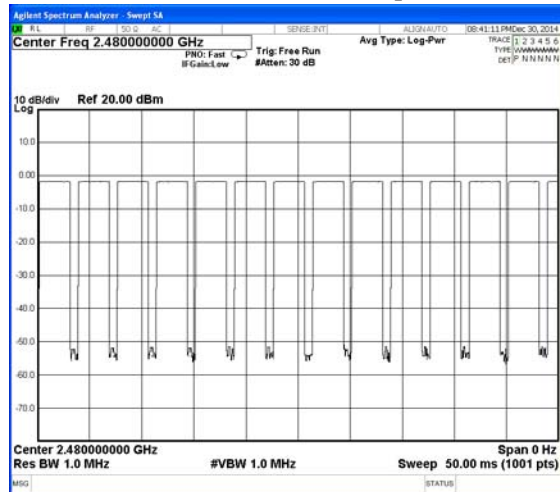 Agilent Spectrum Analyzer - Swept SA
RL RF 50 Ω AC SENSE:INT ALIGNAUTO 08:41:11 PM Dec 30, 2014
Center Freq 2.480000000 GHz Avg Type: Log-Pwr TRACE 1 2 3 4 5 6
PNO: Fast Trig: Free Run TYPE
IFGain:Low #Atten: 30 dB DET P N N N N N
10 dB/div Ref 20.00 dBm
Log
10.0
0.00
-10.0
-20.0
-30.0
-40.0
-50.0
-60.0
-70.0
Center 2.480000000 GHz Span 0 Hz
Res BW 1.0 MHz #VBW 1.0 MHz Sweep 50.00 ms (1001 pts)
MSG STATUS